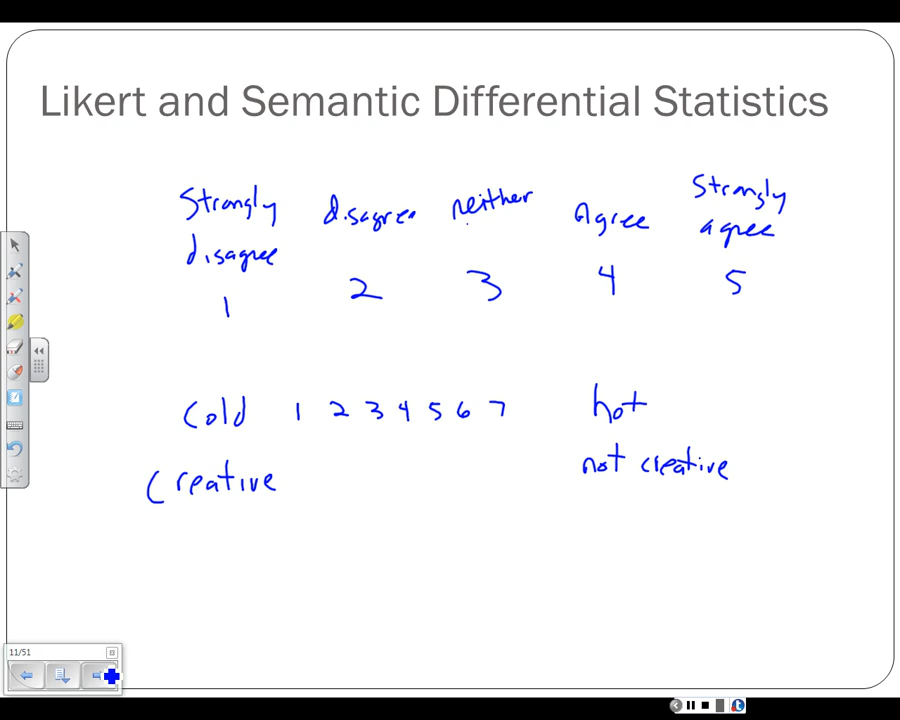 Likert and Semantic Differential Statistics
Strongly disagree neither Agree Strongly
disagree agree
1 2 3 4 5
Cold 1 2 3 4 5 6 7 hot
Creative not creative
11/51